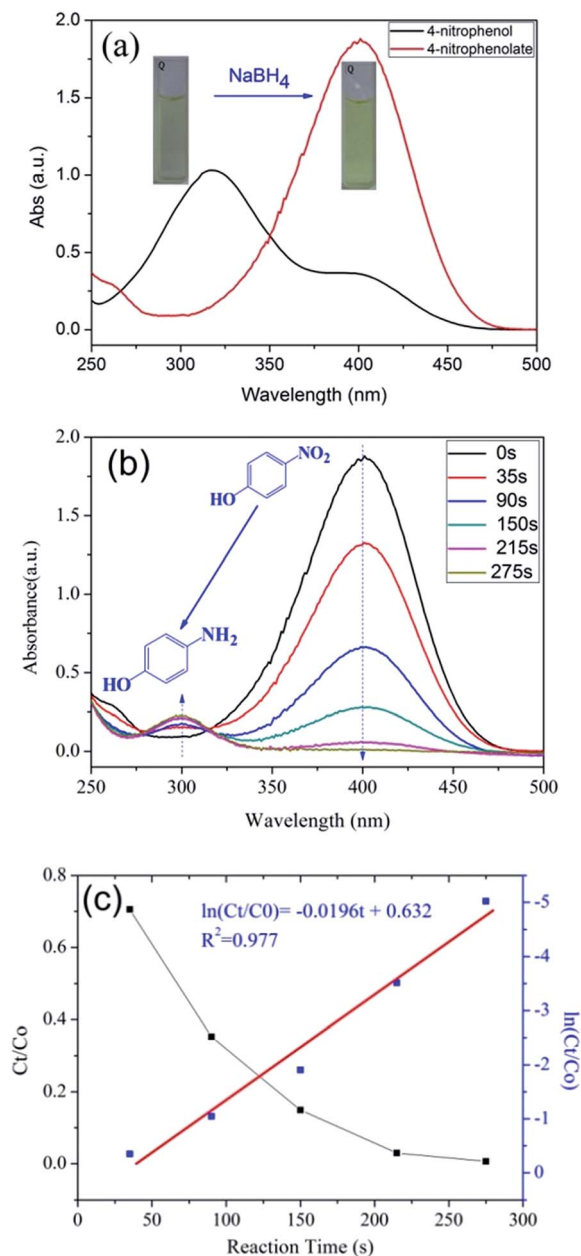 (a)
4-nitrophenol
4-nitrophenolate
Q
NaBH4
Q
Abs (a.u.)
2.0
1.5
1.0
0.5
0.0
250 300 350 400 450 500
Wavelength (nm)
(b)
NO2
HO
NH2
HO
0s
35s
90s
150s
215s
275s
Absorbance(a.u.)
2.0
1.5
1.0
0.5
0.0
250 300 350 400 450 500
Wavelength (nm)
(c)
ln(Ct/C0)= -0.0196t + 0.632
R2=0.977
Ct/Co
0.8
0.6
0.4
0.2
0.0
-5
-4
-3
-2
-1
0
ln(Ct/Co)
0 50 100 150 200 250 300
Reaction Time (s)